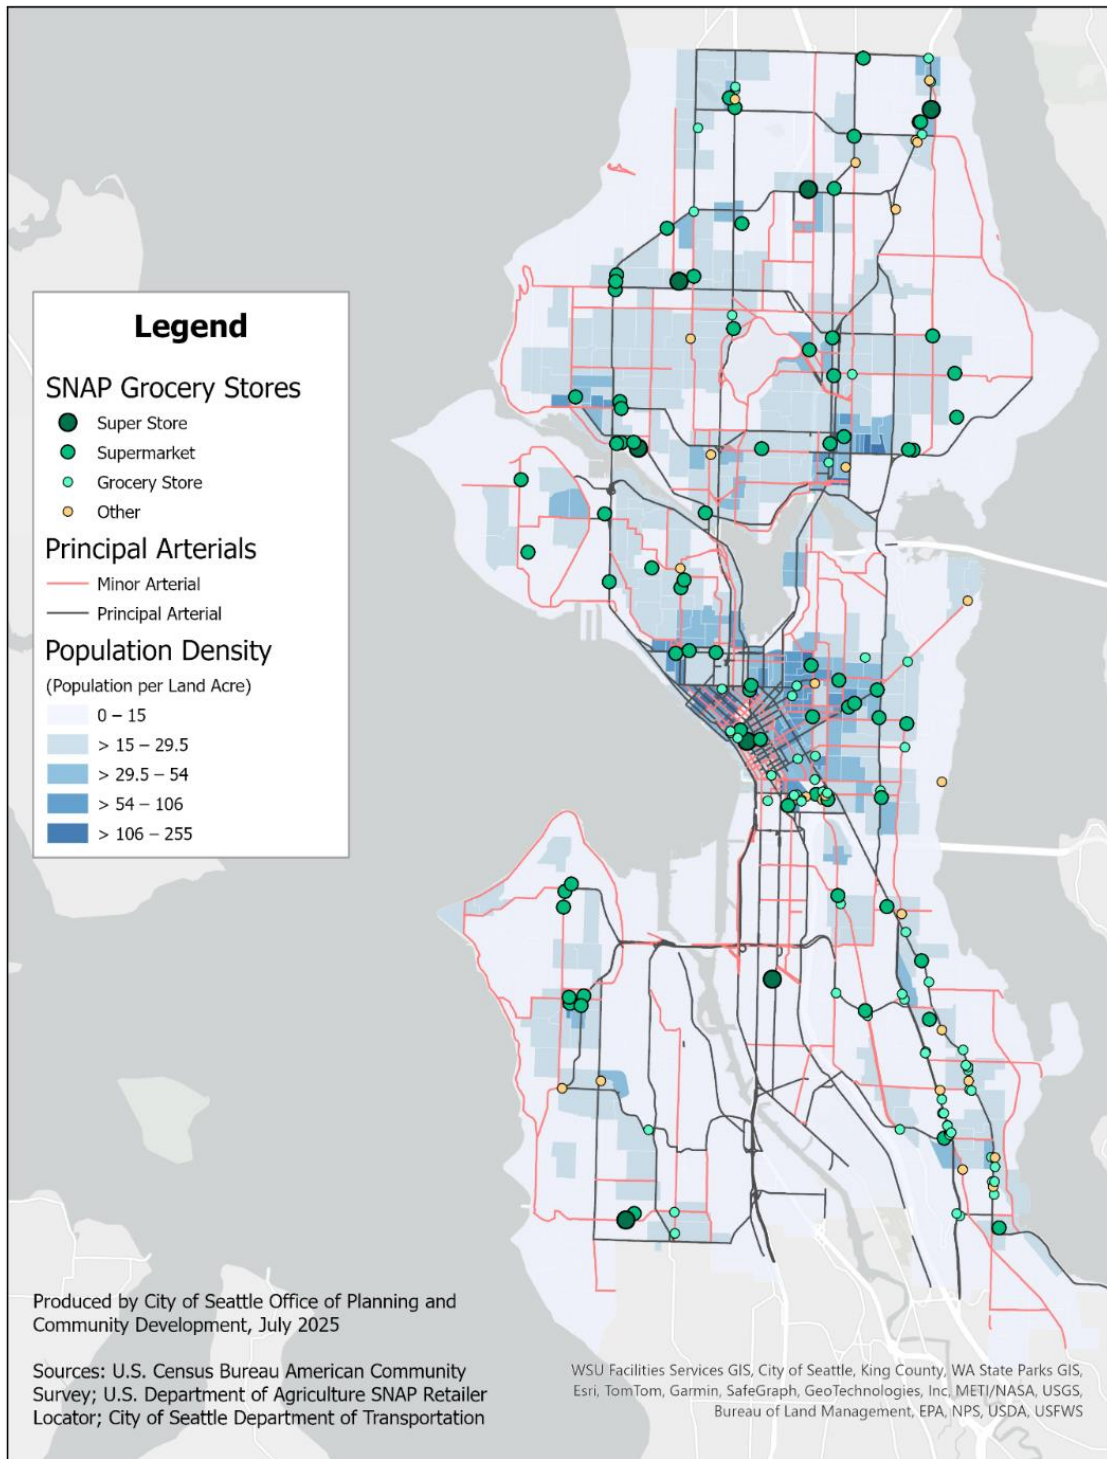 Legend
SNAP Grocery Stores
Super Store
Supermarket
Grocery Store
Other
Principal Arterials
Minor Arterial
Principal Arterial
Population Density
(Population per Land Acre)
0 – 15
> 15 – 29.5
> 29.5 – 54
> 54 – 106
> 106 – 255
Produced by City of Seattle Office of Planning and
Community Development, July 2025
Sources: U.S. Census Bureau American Community
Survey; U.S. Department of Agriculture SNAP Retailer
Locator; City of Seattle Department of Transportation
WSU Facilities Services GIS, City of Seattle, King County, WA State Parks GIS,
Esri, TomTom, Garmin, SafeGraph, GeoTechnologies, Inc, METI/NASA, USGS,
Bureau of Land Management, EPA, NPS, USDA, USFWS